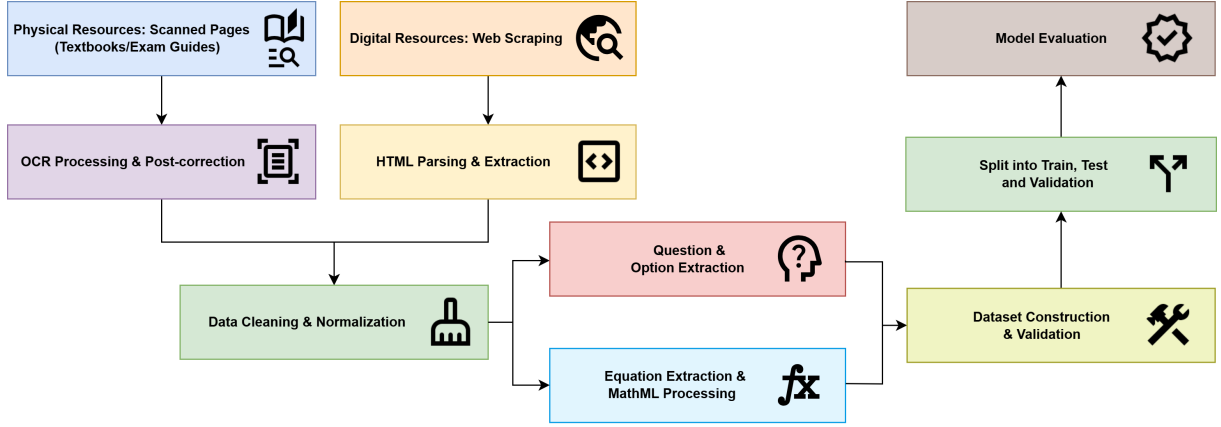 Physical Resources: Scanned Pages
(Textbooks/Exam Guides)
Digital Resources: Web Scraping
Model Evaluation
OCR Processing & Post-correction
HTML Parsing & Extraction
Split into Train, Test
and Validation
Question &
Option Extraction
Data Cleaning & Normalization
Dataset Construction
& Validation
Equation Extraction &
MathML Processing
fx